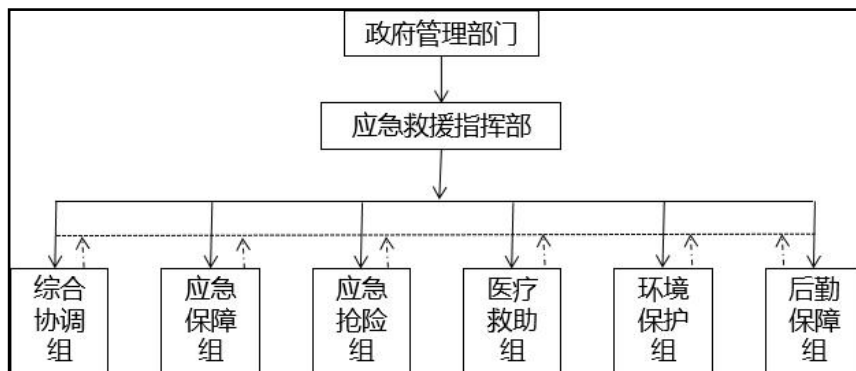 政府管理部门
应急救援指挥部
综合
协调
组
应急
保障
组
应急
抢险
组
医疗
救助
组
环境
保护
组
后勤
保障
组